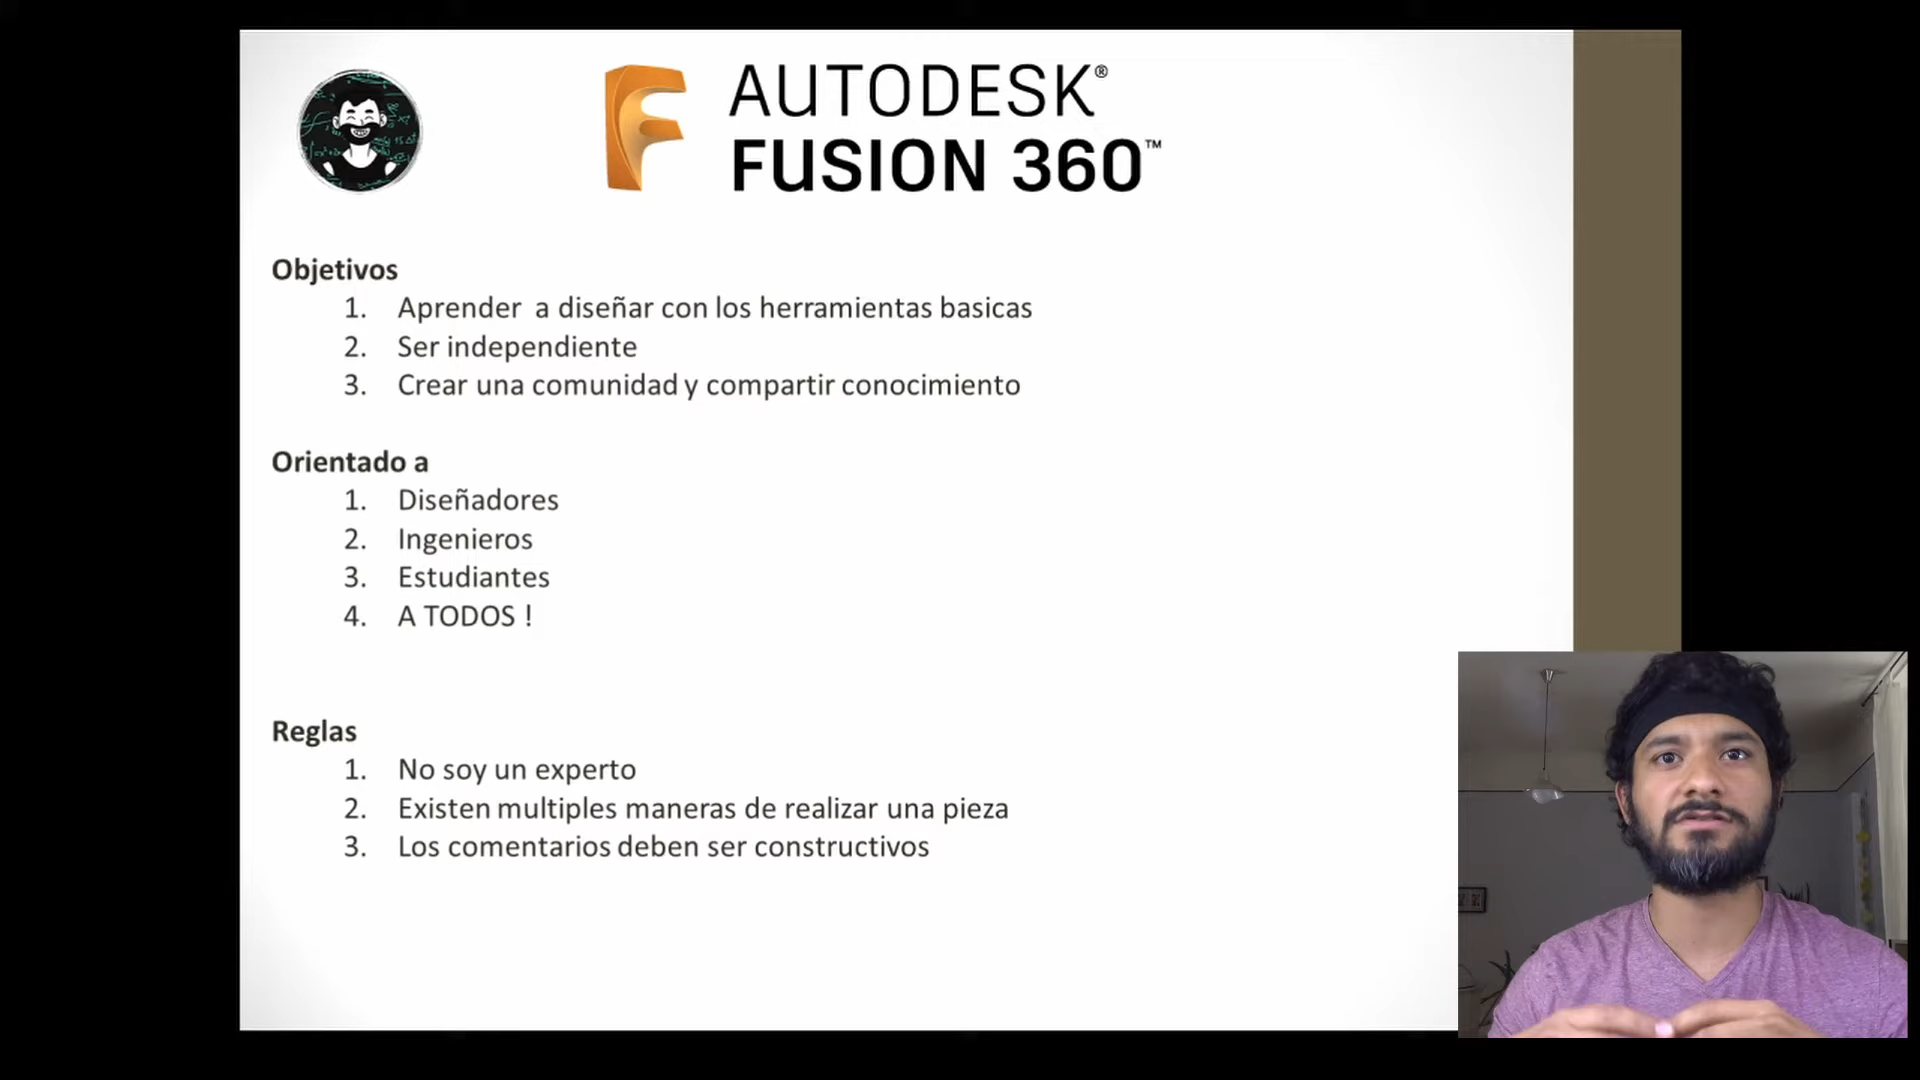 AUTODESK®
FUSION 360™
Objetivos
1. Aprender a diseñar con los herramientas basicas
2. Ser independiente
3. Crear una comunidad y compartir conocimiento
Orientado a
1. Diseñadores
2. Ingenieros
3. Estudiantes
4. A TODOS !
Reglas
1. No soy un experto
2. Existen multiples maneras de realizar una pieza
3. Los comentarios deben ser constructivos